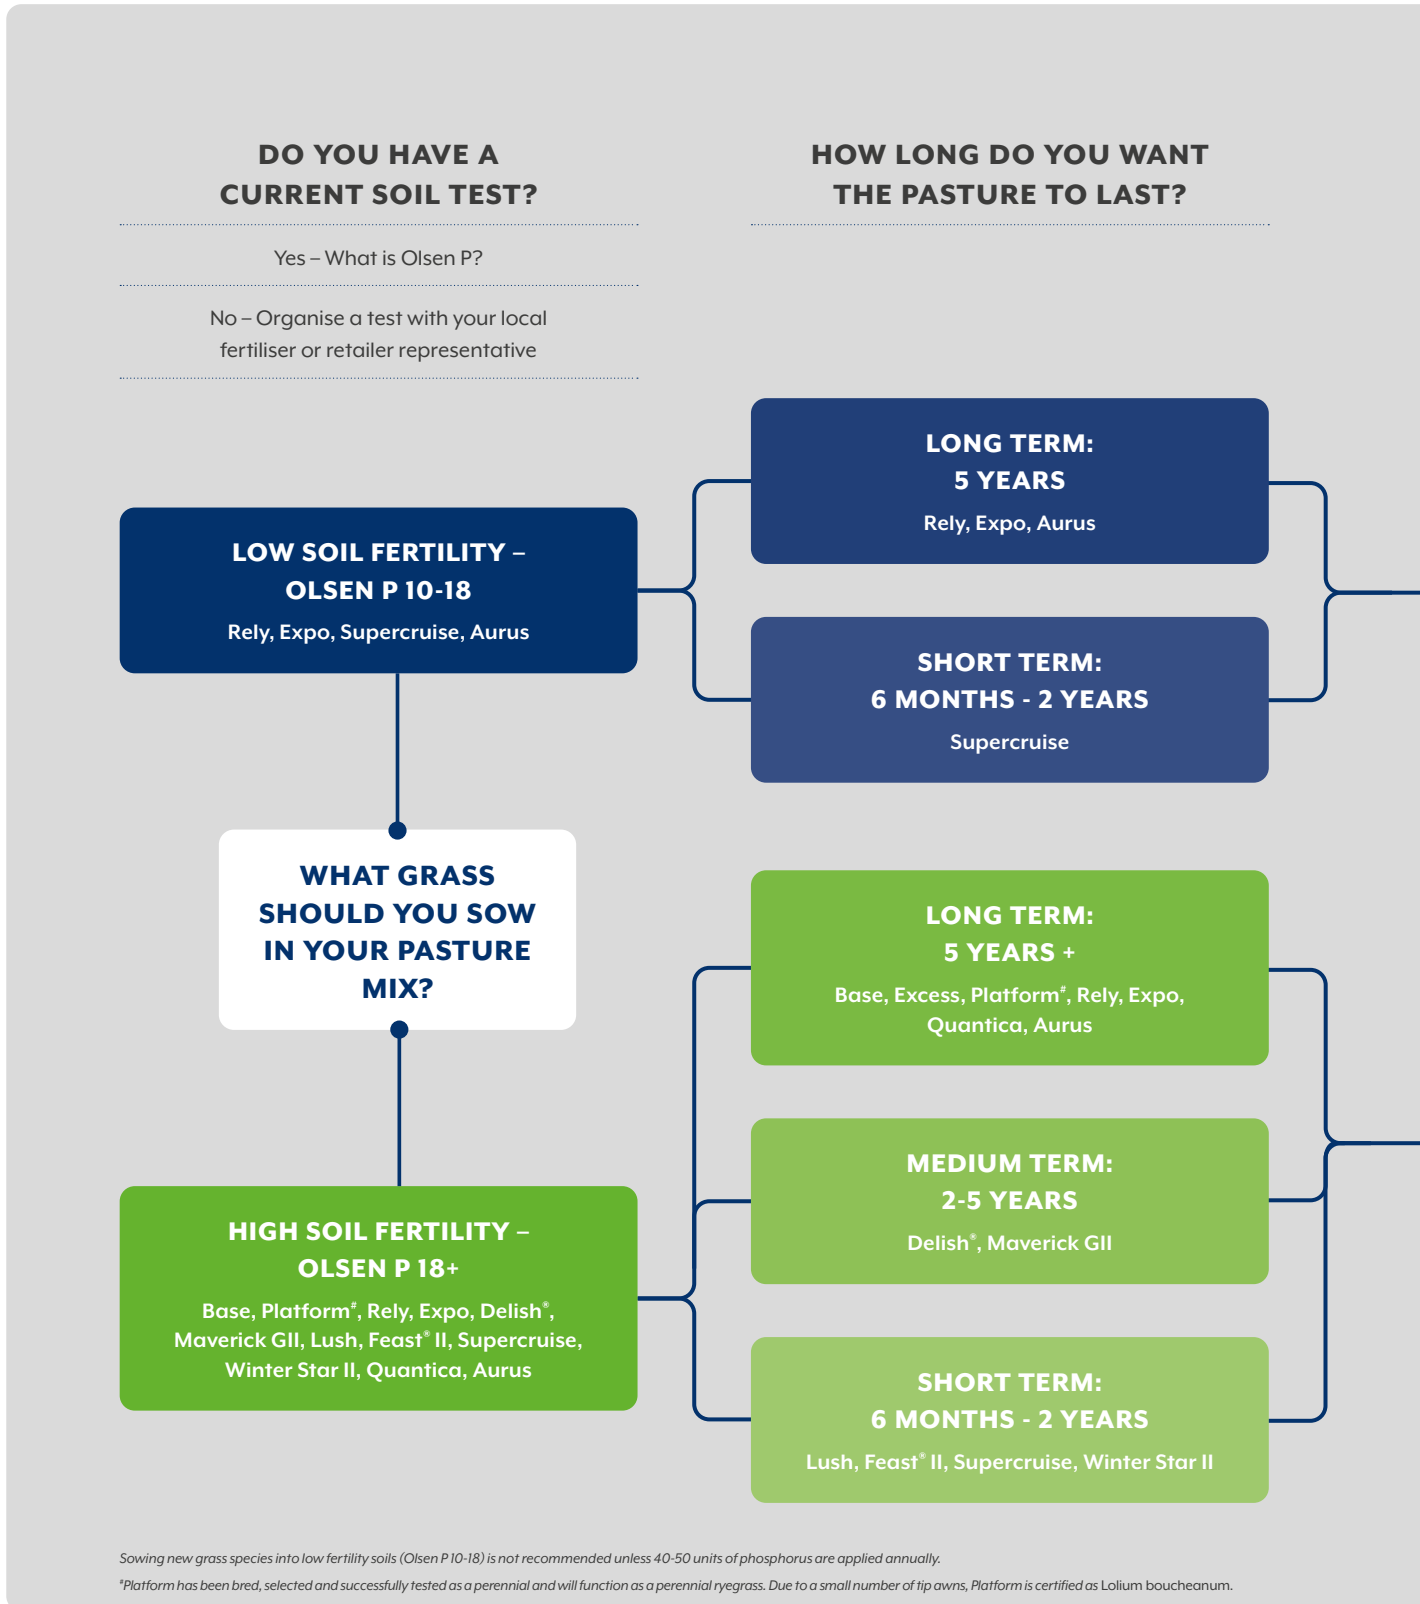 DO YOU HAVE A
CURRENT SOIL TEST?
Yes – What is Olsen P?
No – Organise a test with your local
fertiliser or retailer representative
HOW LONG DO YOU WANT
THE PASTURE TO LAST?
LOW SOIL FERTILITY –
OLSEN P 10-18
Rely, Expo, Supercruise, Aurus
LONG TERM:
5 YEARS
Rely, Expo, Aurus
SHORT TERM:
6 MONTHS - 2 YEARS
Supercruise
WHAT GRASS
SHOULD YOU SOW
IN YOUR PASTURE
MIX?
HIGH SOIL FERTILITY –
OLSEN P 18+
Base, Platform#, Rely, Expo, Delish®,
Maverick GII, Lush, Feast® II, Supercruise,
Winter Star II, Quantica, Aurus
LONG TERM:
5 YEARS +
Base, Excess, Platform#, Rely, Expo,
Quantica, Aurus
MEDIUM TERM:
2-5 YEARS
Delish®, Maverick GII
SHORT TERM:
6 MONTHS - 2 YEARS
Lush, Feast® II, Supercruise, Winter Star II
Sowing new grass species into low fertility soils (Olsen P 10-18) is not recommended unless 40-50 units of phosphorus are applied annually.
#Platform has been bred, selected and successfully tested as a perennial and will function as a perennial ryegrass. Due to a small number of tip awns, Platform is certified as Lolium boucheanum.